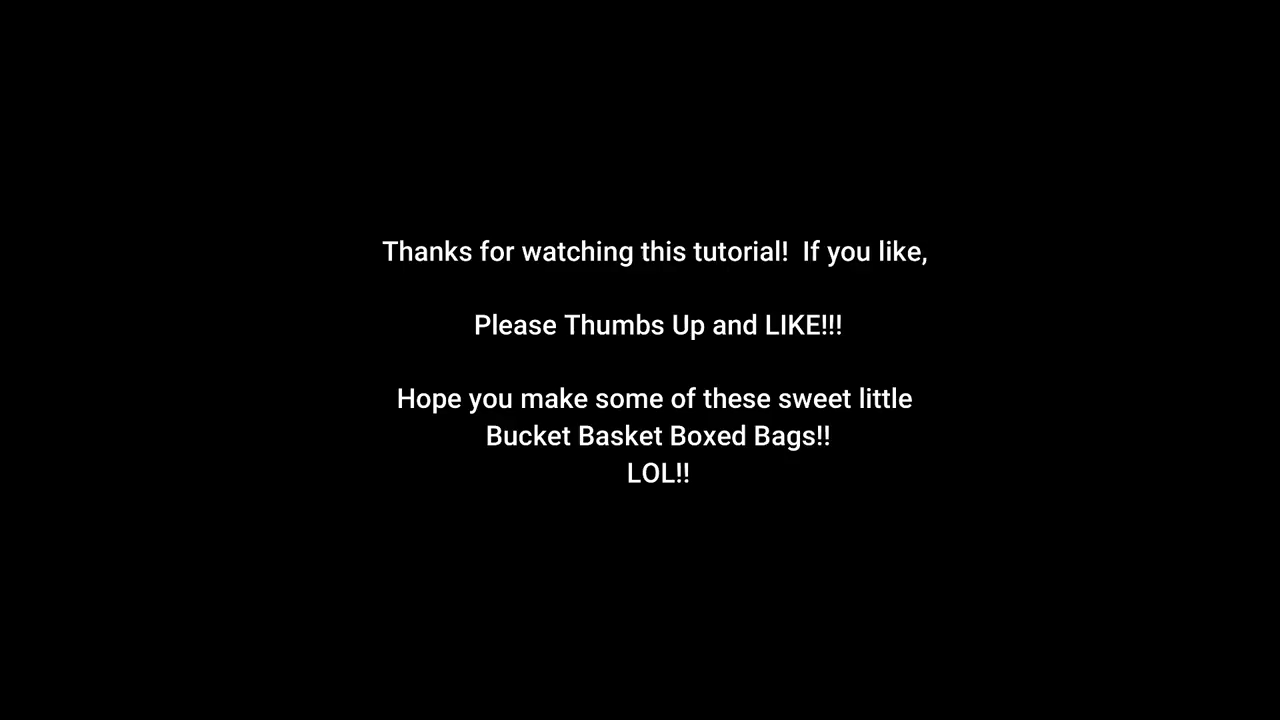 Thanks for watching this tutorial!  If you like,
Please Thumbs Up and LIKE!!!
Hope you make some of these sweet little
Bucket Basket Boxed Bags!!
LOL!!